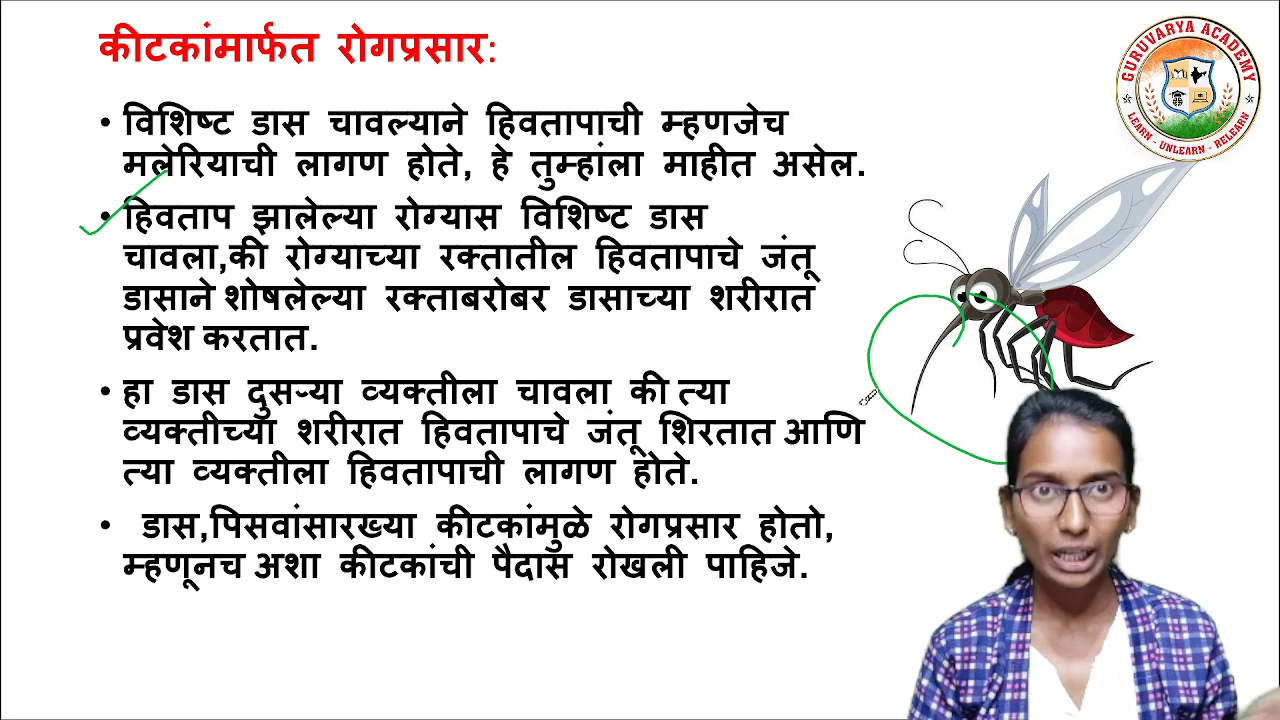 कीटकांमार्फत रोगप्रसार:
GURUVARYA ACADEMY
LEARN - UNLEARN - RELEARN
• विशिष्ट डास चावल्याने हिवतापाची म्हणजेच
मलेरियाची लागण होते, हे तुम्हांला माहीत असेल.
• हिवताप झालेल्या रोग्यास विशिष्ट डास
चावला,की रोग्याच्या रक्तातील हिवतापाचे जंतू
डासाने शोषलेल्या रक्ताबरोबर डासाच्या शरीरात
प्रवेश करतात.
• हा डास दुसऱ्या व्यक्तीला चावला की त्या
व्यक्तीच्या शरीरात हिवतापाचे जंतू शिरतात आणि
त्या व्यक्तीला हिवतापाची लागण होते.
• डास,पिसवांसारख्या कीटकांमुळे रोगप्रसार होतो,
म्हणूनच अशा कीटकांची पैदास रोखली पाहिजे.